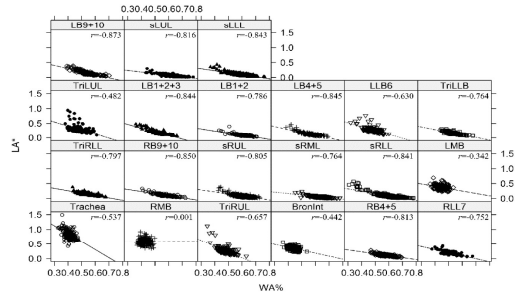 0.30.40.50.60.70.8
LB9+10 sLUL sLLL
r=-0.873 r=-0.816 r=-0.843
1.5
1.0
0.5
0.0
TriLUL LB1+2+3 LB1+2 LB4+5 LLB6 TriLLB
r=-0.482 r=-0.844 r=-0.786 r=-0.845 r=-0.630 r=-0.764
1.5
1.0
0.5
0.0
LA*
TriRLL RB9+10 sRUL sRML sRLL LMB
r=-0.797 r=-0.850 r=-0.805 r=-0.764 r=-0.841 r=-0.342
1.5
1.0
0.5
0.0
Trachea RMB TriRUL BronInt RB4+5 RLL7
r=-0.537 r=0.001 r=-0.657 r=-0.442 r=-0.813 r=-0.752
1.5
1.0
0.5
0.0
0.30.40.50.60.70.8 0.30.40.50.60.70.8 0.30.40.50.60.70.8
WA%